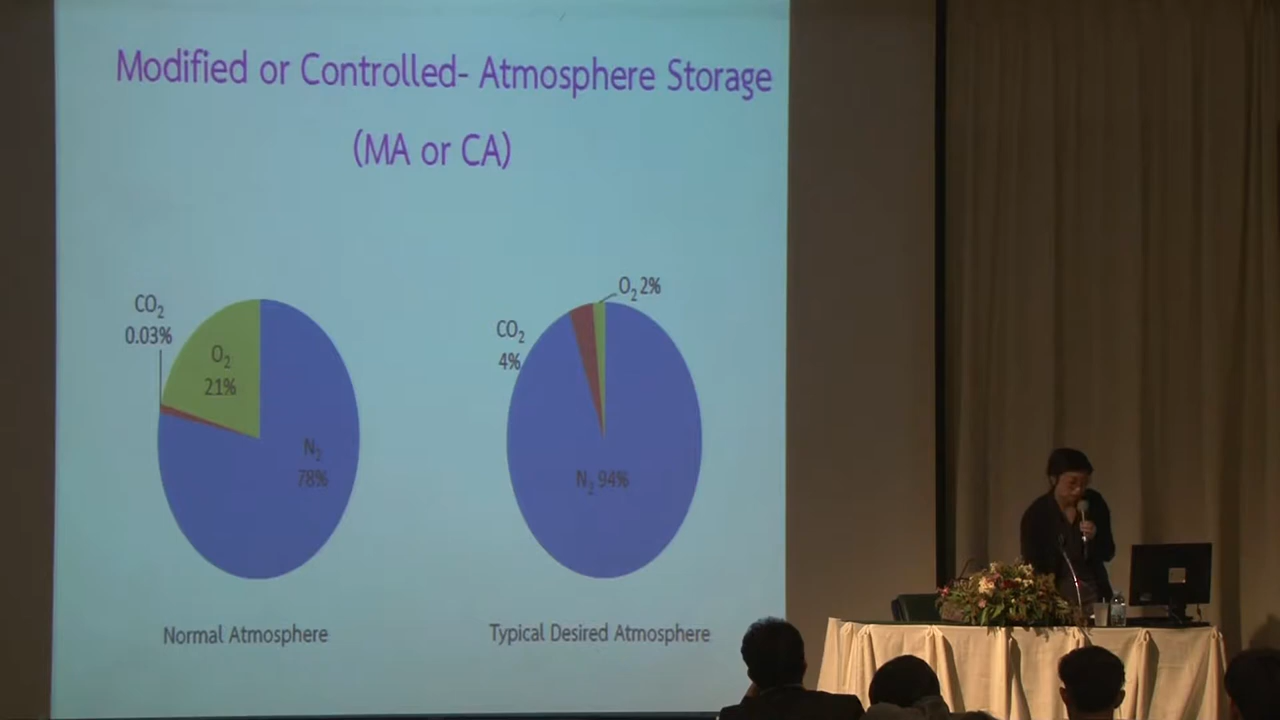 Modified or Controlled- Atmosphere Storage
(MA or CA)
CO₂
0.03%
O₂
21%
N₂
78%
Normal Atmosphere
O₂ 2%
CO₂
4%
N₂ 94%
Typical Desired Atmosphere